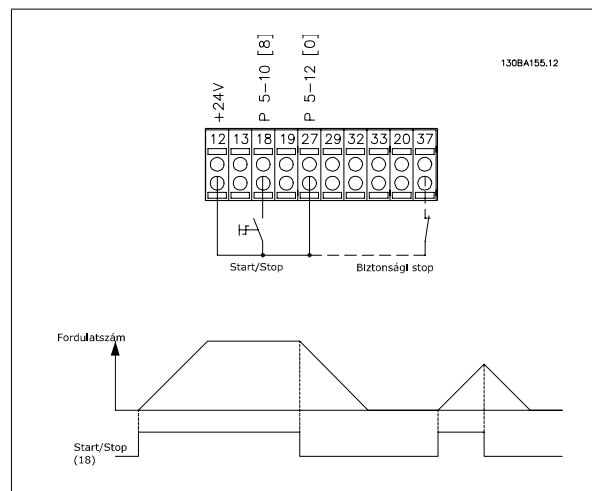 130BA155.12
+24V
P 5-10 [8]
P 5-12 [0]
12 13 18 19 27 29 32 33 20 37
Start/Stop
Biztonsági stop
Fordulatszám
Start/Stop
(18)